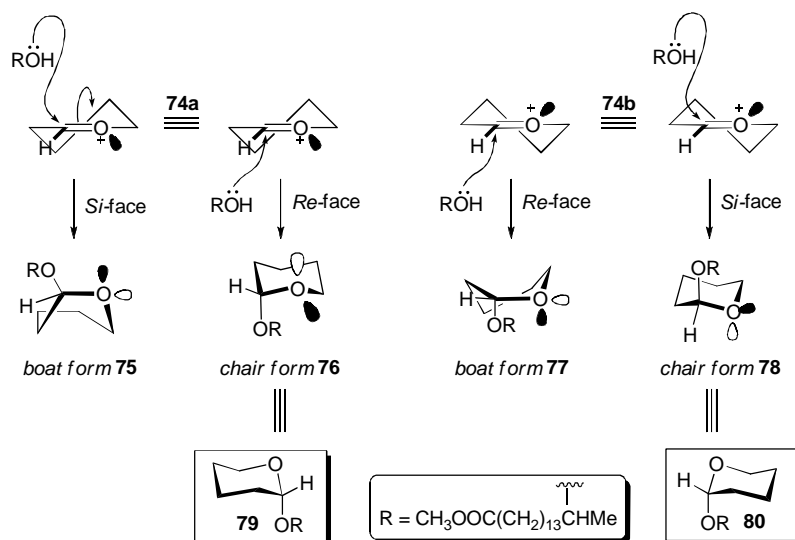 RÖH
74a
74b
RÖH
H
O
+
H
O
+
H
O
+
H
O
+
RÖH
RÖH
Si-face
Re-face
Re-face
Si-face
RO
H
O
H
O
OR
H
O
OR
OR
H
O
boat form 75
chair form 76
boat form 77
chair form 78
O
H
79
OR
R = CH₃OOC(CH₂)₁₃CHMe
H
O
RO
80